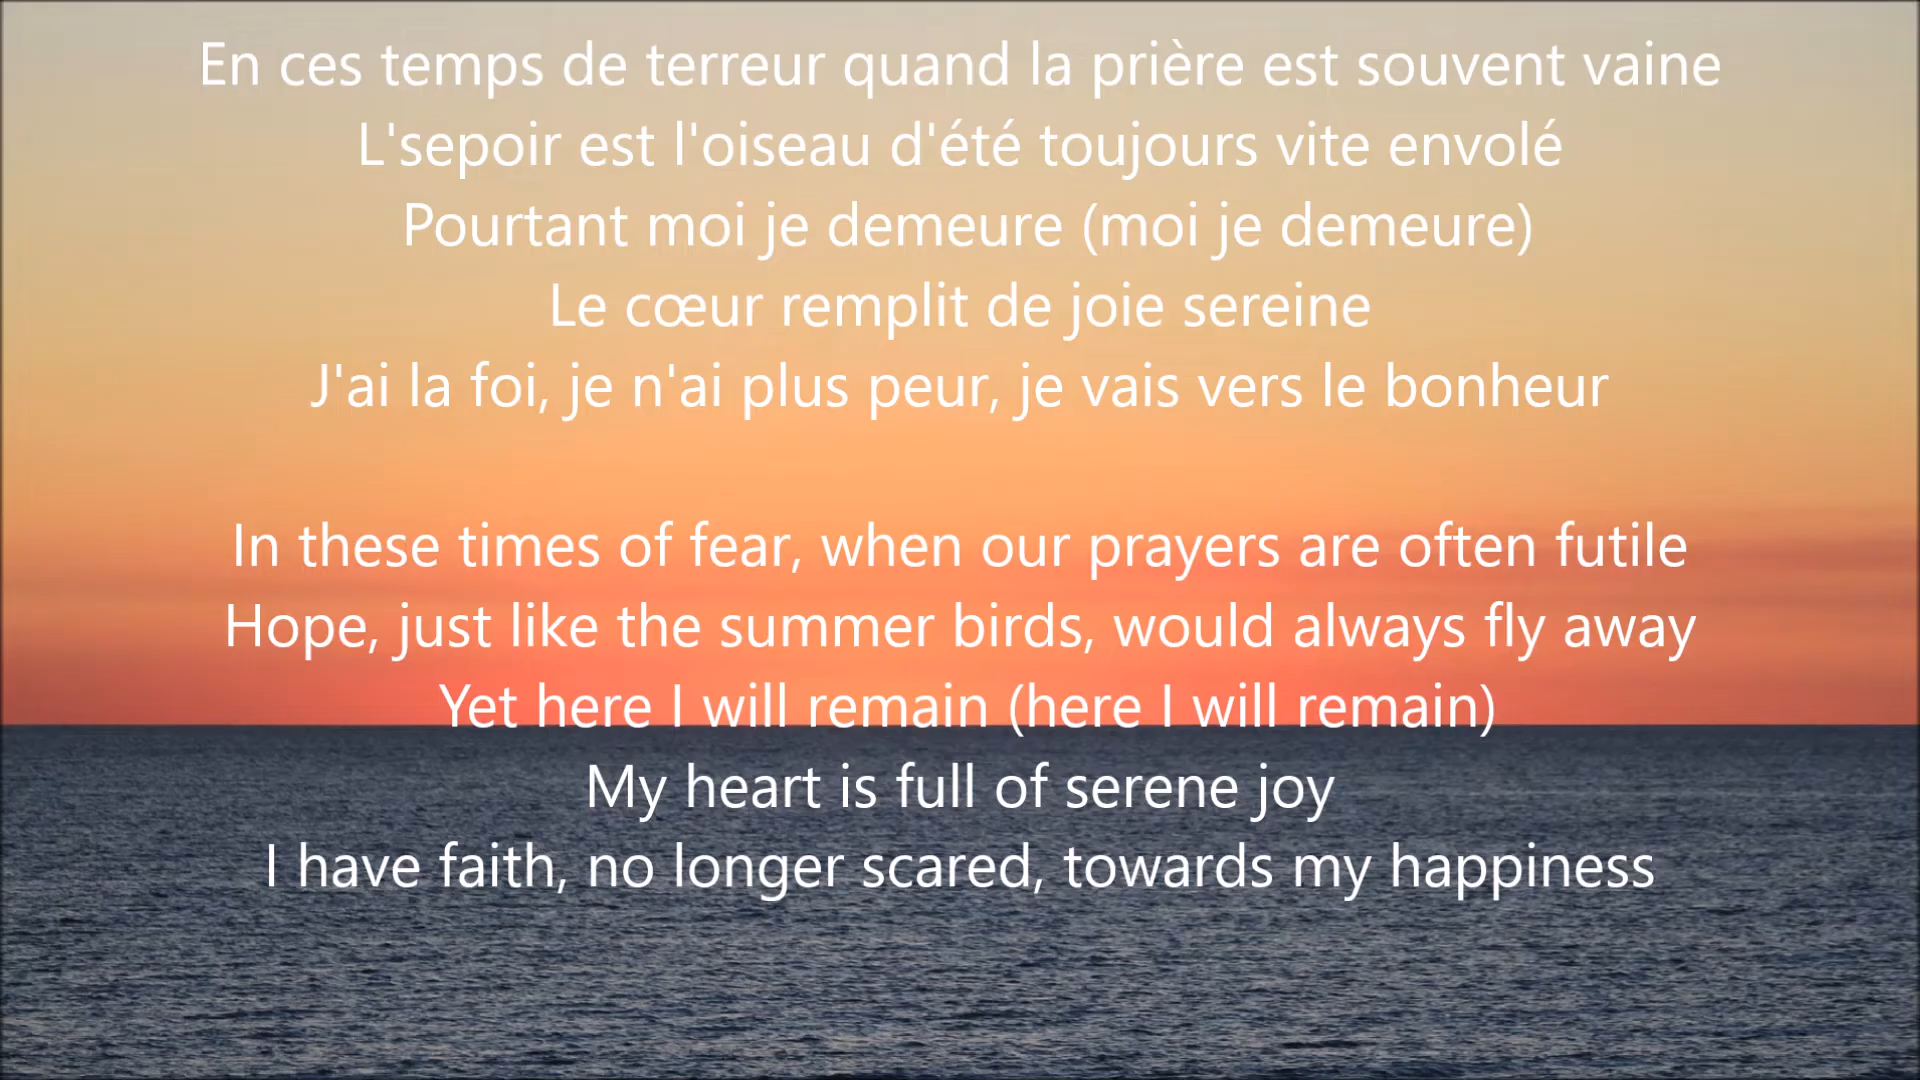 En ces temps de terreur quand la prière est souvent vaine
L'sepoir est l'oiseau d'été toujours vite envolé
Pourtant moi je demeure (moi je demeure)
Le cœur remplit de joie sereine
J'ai la foi, je n'ai plus peur, je vais vers le bonheur
In these times of fear, when our prayers are often futile
Hope, just like the summer birds, would always fly away
Yet here I will remain (here I will remain)
My heart is full of serene joy
I have faith, no longer scared, towards my happiness